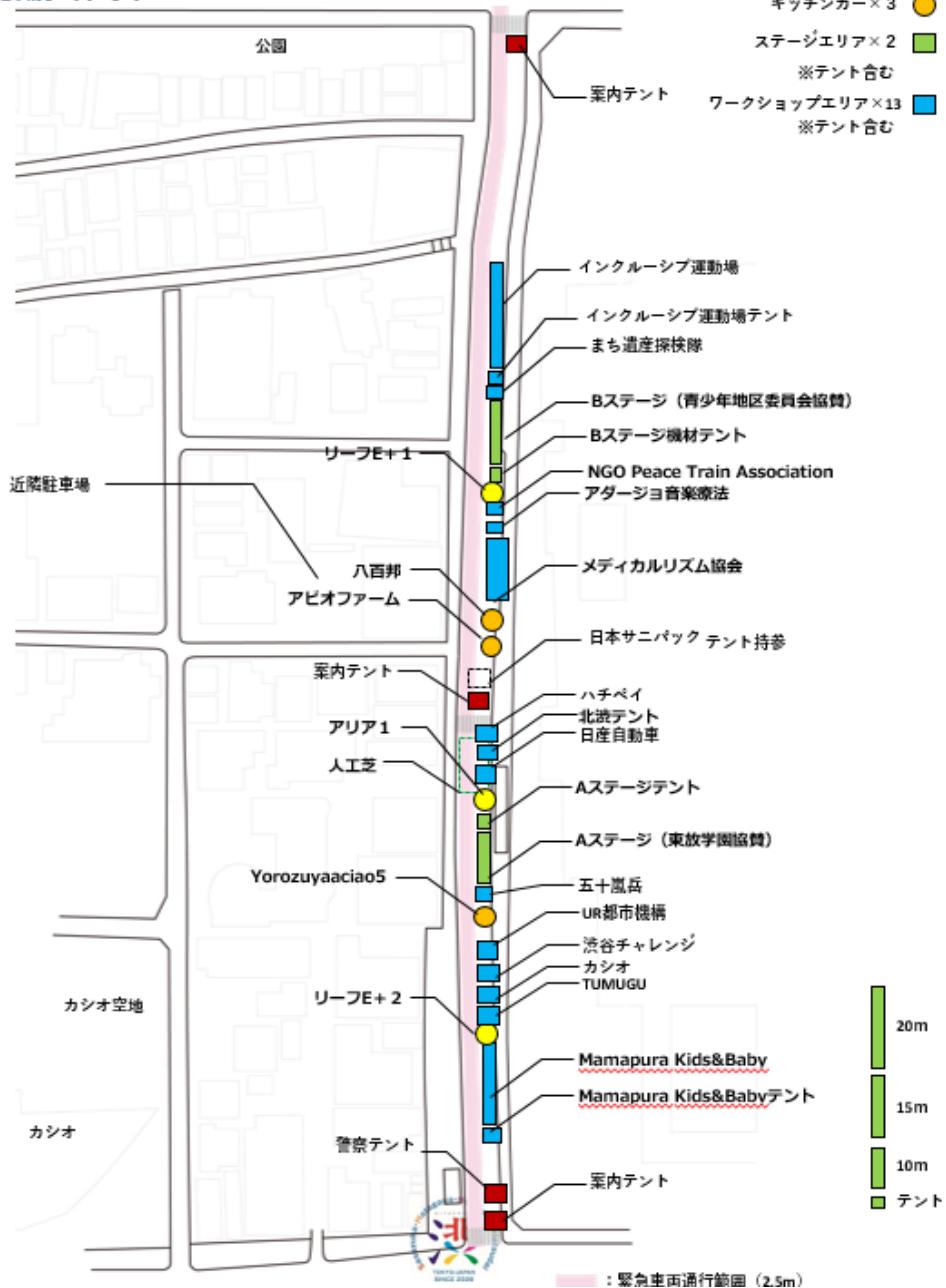 キッチンカー×3
公園
ステージエリア×2
※テント含む
案内テント
ワークショップエリア×13
※テント含む
インクルーシブ運動場
インクルーシブ運動場テント
まち遺産探検隊
Bステージ（青少年地区委員会協賛）
Bステージ機材テント
リーフE+1
NGO Peace Train Association
近隣駐車場
アダージョ音楽療法
八百邦
メディカルリズム協会
アピオファーム
日本サニパック テント持参
案内テント
ハチペイ
北渋テント
アリア1
日産自動車
人工芝
Aステージテント
Aステージ（東放学園協賛）
Yorozuyaaciao5
五十嵐岳
UR都市機構
渋谷チャレンジ
カシオ
TUMUGU
リーフE+2
カシオ空地
20m
Mamapura Kids&Baby
Mamapura Kids&Babyテント
15m
カシオ
警察テント
10m
案内テント
テント
北
TOKYO JAPAN
SINCE 2008
：緊急車両通行範囲（2.5m）